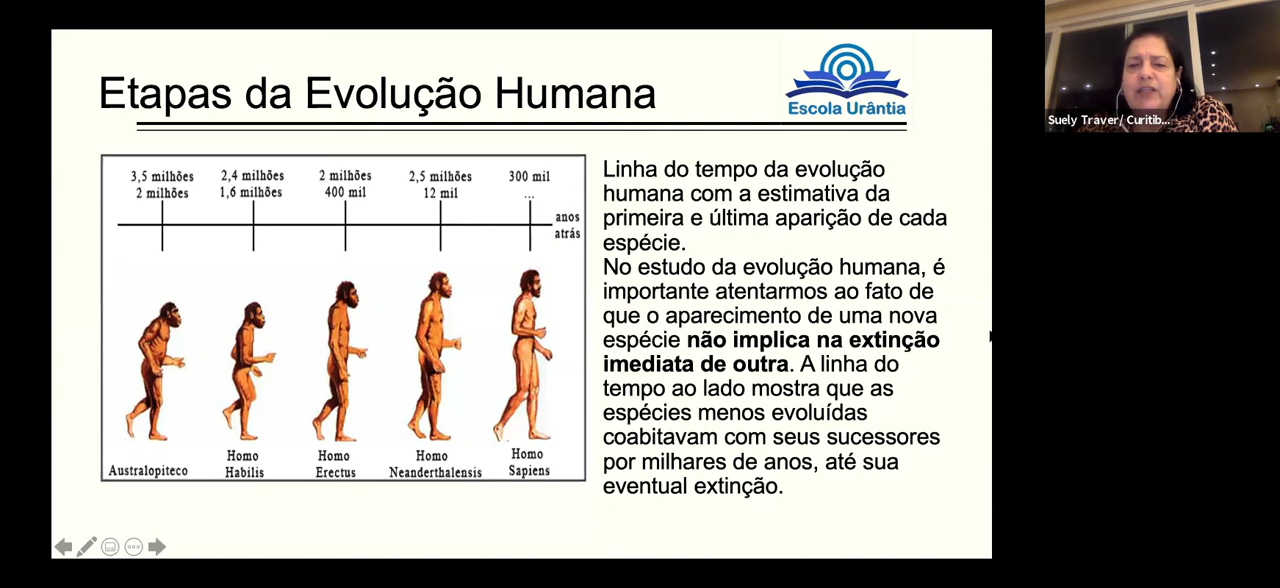 Etapas da Evolução Humana
Escola Urântia
Suely Traver/ Curitib...
3,5 milhões
2 milhões
2,4 milhões
1,6 milhões
2 milhões
400 mil
2,5 milhões
12 mil
300 mil
...
anos
atrás
Australopiteco
Homo
Habilis
Homo
Erectus
Homo
Neanderthalensis
Homo
Sapiens
Linha do tempo da evolução
humana com a estimativa da
primeira e última aparição de cada
espécie.
No estudo da evolução humana, é
importante atentarmos ao fato de
que o aparecimento de uma nova
espécie não implica na extinção
imediata de outra. A linha do
tempo ao lado mostra que as
espécies menos evoluídas
coabitavam com seus sucessores
por milhares de anos, até sua
eventual extinção.